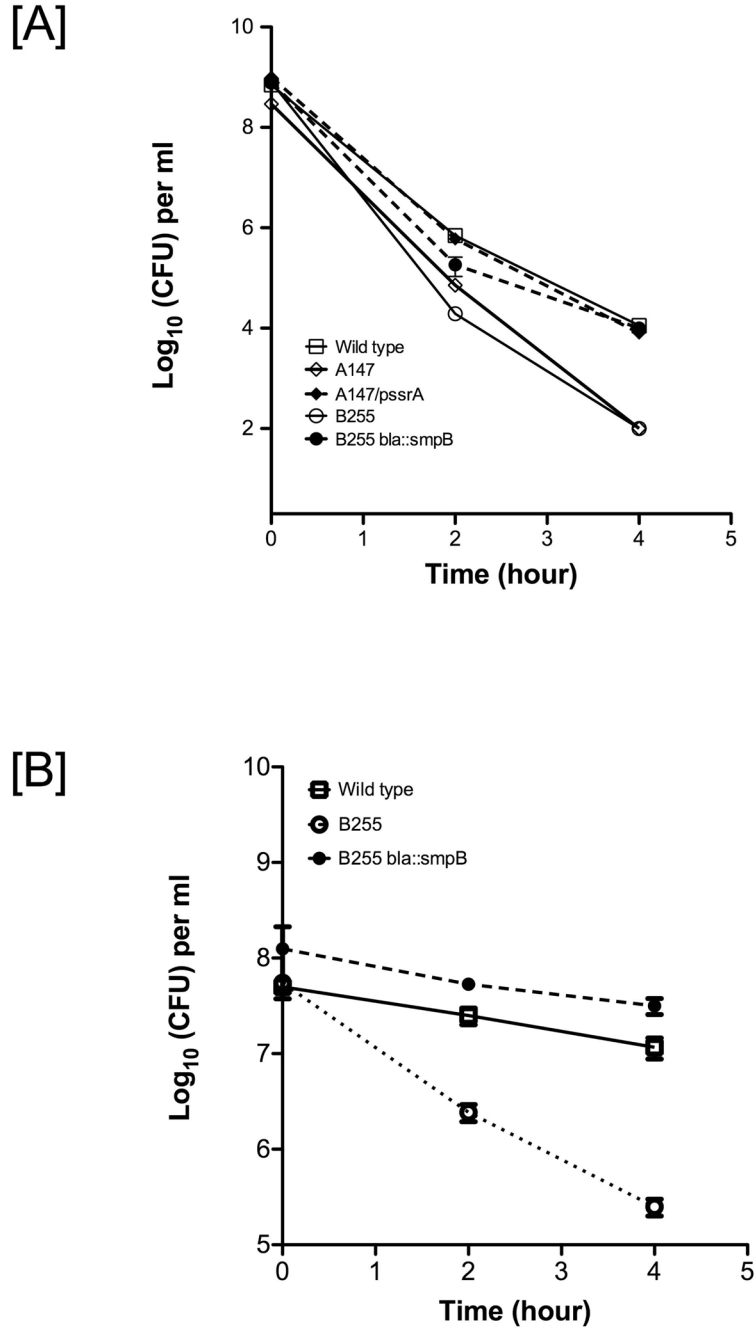 [A]
10
8
6
4
2
Log10 (CFU) per ml
Wild type
A147
A147/pssrA
B255
B255 bla::smpB
0 1 2 3 4 5
Time (hour)
[B]
10
9
8
7
6
5
Log10 (CFU) per ml
Wild type
B255
B255 bla::smpB
0 1 2 3 4 5
Time (hour)